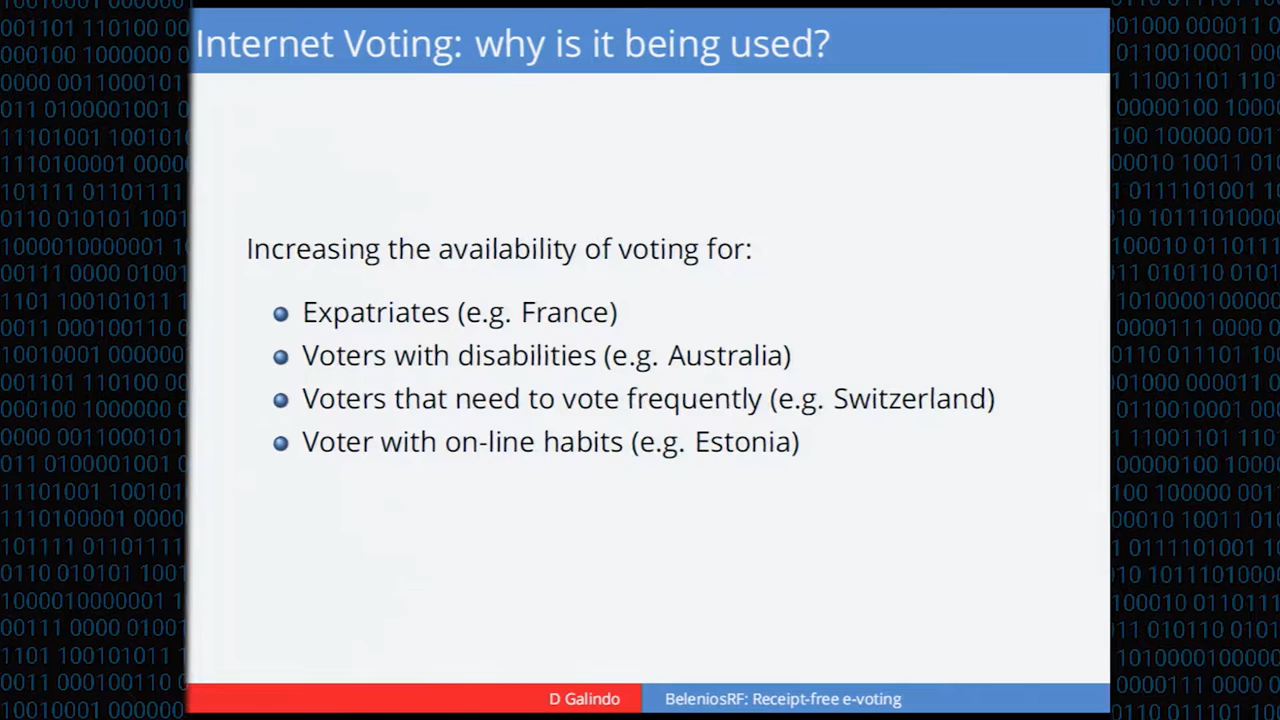 Internet Voting: why is it being used?
Increasing the availability of voting for:
Expatriates (e.g. France)
Voters with disabilities (e.g. Australia)
Voters that need to vote frequently (e.g. Switzerland)
Voter with on-line habits (e.g. Estonia)
D Galindo
BeleniosRF: Receipt-free e-voting